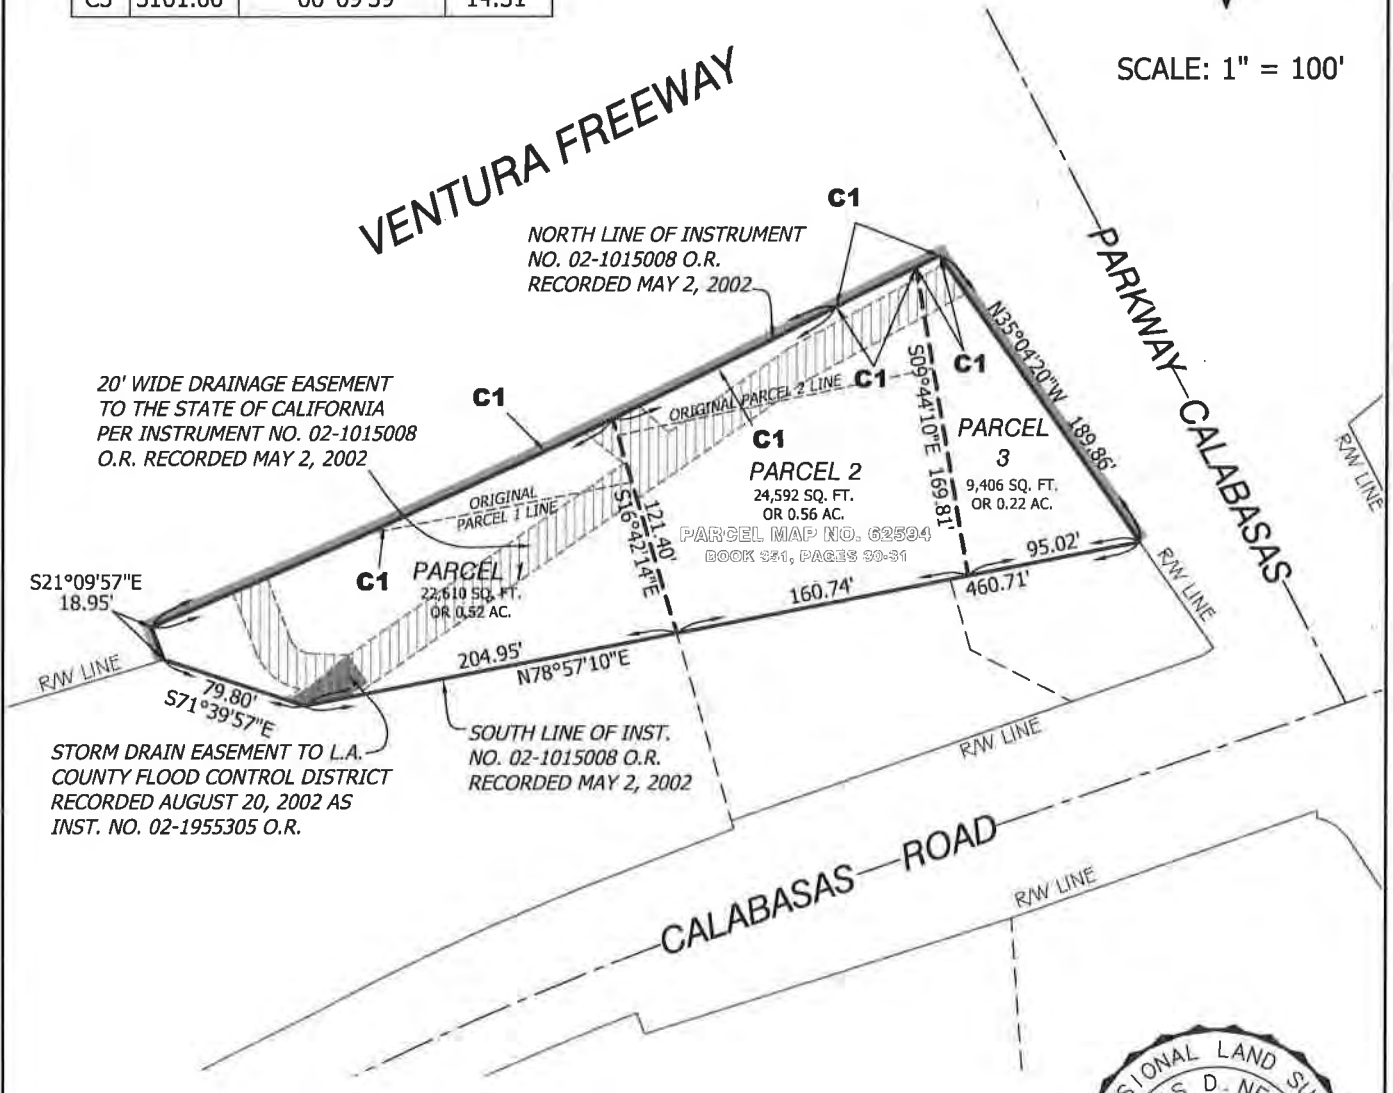 C5 5101.00 00°09'39" 14.31'
SCALE: 1" = 100'
VENTURA FREEWAY
C1
NORTH LINE OF INSTRUMENT
NO. 02-1015008 O.R.
RECORDED MAY 2, 2002
PARKWAY CALABASAS
R/W LINE
20' WIDE DRAINAGE EASEMENT
TO THE STATE OF CALIFORNIA
PER INSTRUMENT NO. 02-1015008
O.R. RECORDED MAY 2, 2002
C1
C1
C1
N35°04'20"W 189.86'
S09°44'10"E 169.81'
ORIGINAL PARCEL 2 LINE
C1
PARCEL 2
24,592 SQ. FT.
OR 0.56 AC.
PARCEL
3
9,406 SQ. FT.
OR 0.22 AC.
ORIGINAL
PARCEL 1 LINE
121.40'
S16°42'14"E
PARCEL MAP NO. 62594
BOOK 351, PAGES 30-31
S21°09'57"E
18.95'
C1
PARCEL 1
22,610 SQ. FT.
OR 0.52 AC.
95.02'
460.71'
160.74'
R/W LINE
204.95'
N78°57'10"E
R/W LINE
79.80'
S71°39'57"E
STORM DRAIN EASEMENT TO L.A.
COUNTY FLOOD CONTROL DISTRICT
RECORDED AUGUST 20, 2002 AS
INST. NO. 02-1955305 O.R.
SOUTH LINE OF INST.
NO. 02-1015008 O.R.
RECORDED MAY 2, 2002
R/W LINE
CALABASAS ROAD
R/W LINE
SIONAL LAND SU
S D. NE